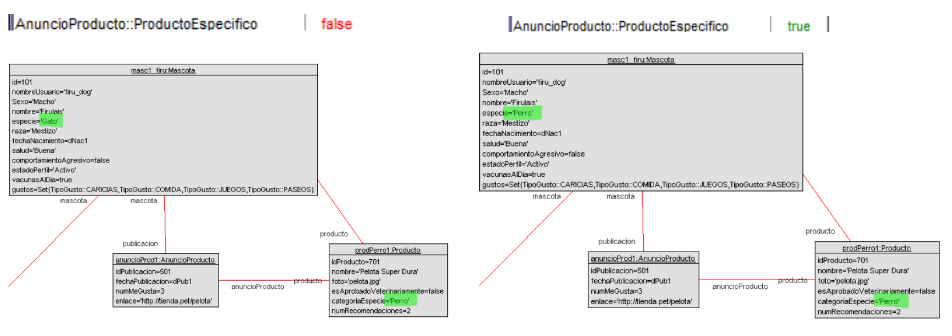 AnuncioProducto::ProductoEspecifico false
masc1_firu:Mascota
id=101
nombreUsuario='firu_dog'
Sexo='Macho'
nombre='Firulais'
especie='Gato'
raza='Mestizo'
fechaNacimiento=dNac1
salud='Buena'
comportamientoAgresivo=false
estadoPerfil='Activo'
vacunasAlDia=true
gustos=Set{TipoGusto::CARICIAS,TipoGusto::COMIDA,TipoGusto::JUEGOS,TipoGusto::PASEOS}
mascota mascota
producto
publicacion
anuncioProd1:AnuncioProducto
idPublicacion=501
fechaPublicacion=dPub1
numMeGusta=3
enlace='http://tienda.pet/pelota'
anuncioProducto
producto
prodPerro1:Producto
idProducto=701
nombre='Pelota Super Dura'
foto='pelota.jpg'
esAprobadoVeterinariamente=false
categoriaEspecie='Perro'
numRecomendaciones=2
AnuncioProducto::ProductoEspecifico true
masc1_firu:Mascota
id=101
nombreUsuario='firu_dog'
Sexo='Macho'
nombre='Firulais'
especie='Perro'
raza='Mestizo'
fechaNacimiento=dNac1
salud='Buena'
comportamientoAgresivo=false
estadoPerfil='Activo'
vacunasAlDia=true
gustos=Set{TipoGusto::CARICIAS,TipoGusto::COMIDA,TipoGusto::JUEGOS,TipoGusto::PASEOS}
mascota mascota
producto
publicacion
anuncioProd1:AnuncioProducto
idPublicacion=501
fechaPublicacion=dPub1
numMeGusta=3
enlace='http://tienda.pet/pelota'
anuncioProducto
producto
prodPerro1:Producto
idProducto=701
nombre='Pelota Super Dura'
foto='pelota.jpg'
esAprobadoVeterinariamente=false
categoriaEspecie='Perro'
numRecomendaciones=2